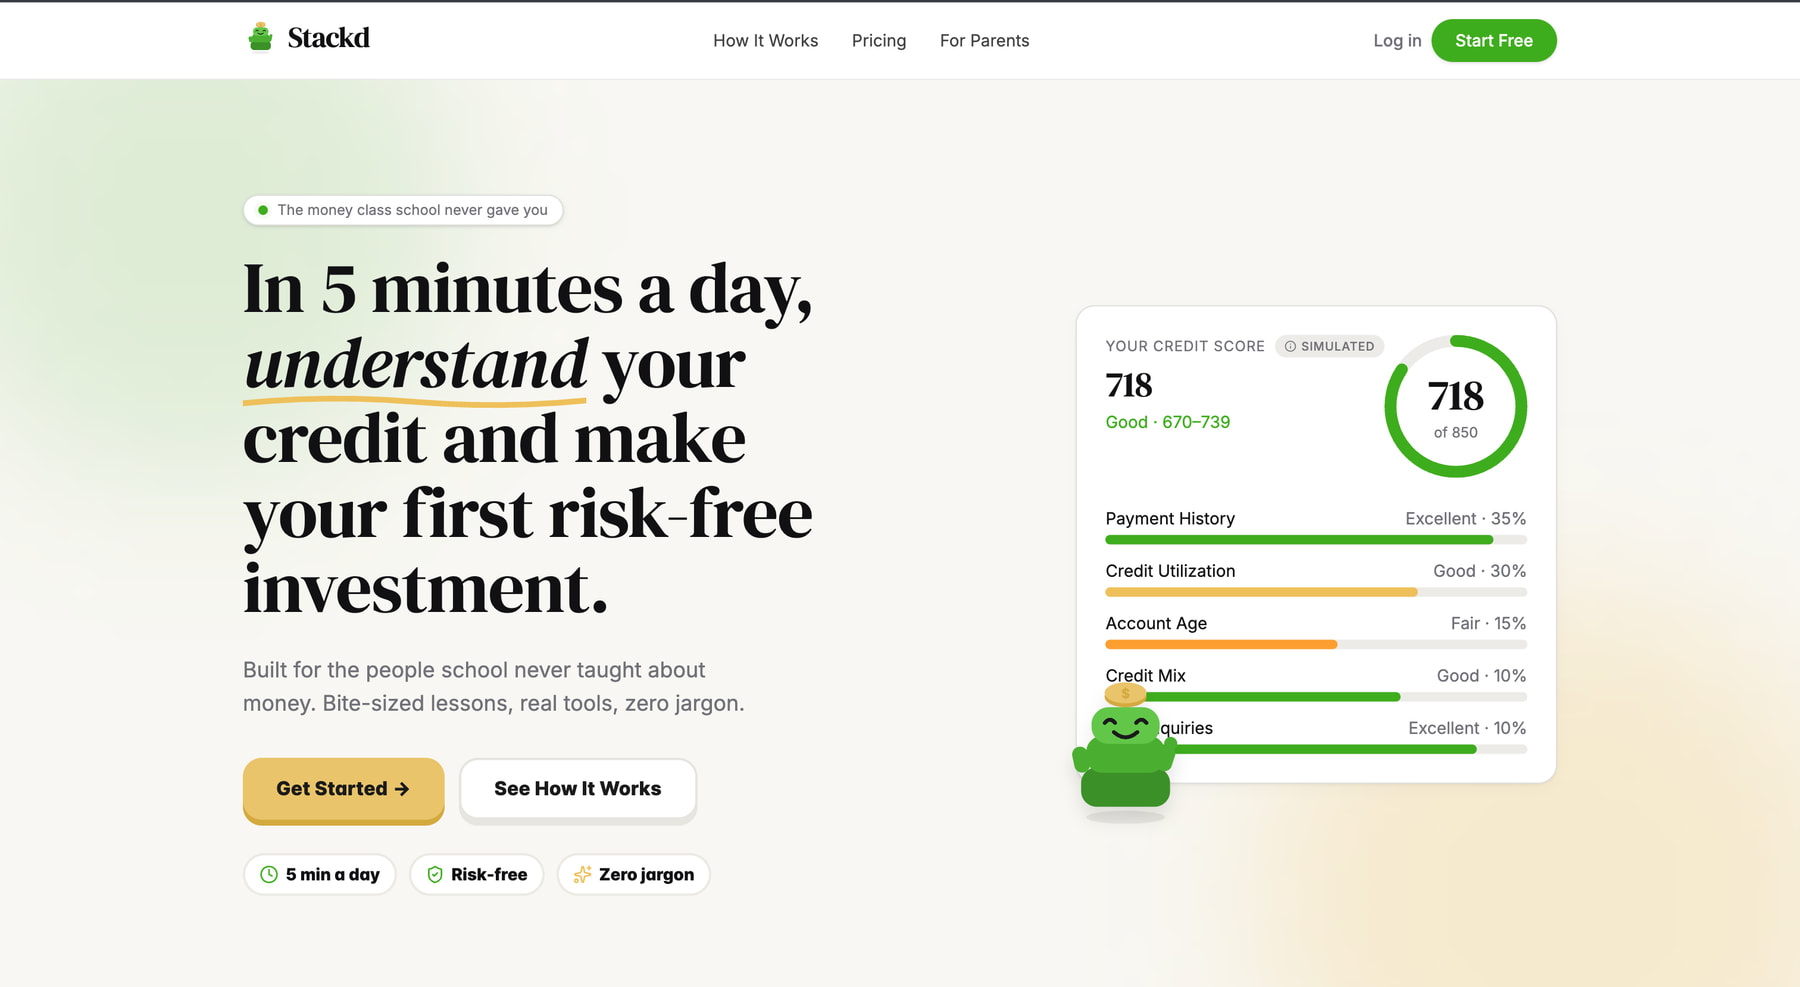 Stackd
How It Works
Pricing
For Parents
Log in
Start Free
The money class school never gave you
In 5 minutes a day,
understand your
credit and make
your first risk-free
investment.
Built for the people school never taught about
money. Bite-sized lessons, real tools, zero jargon.
Get Started →
See How It Works
5 min a day
Risk-free
Zero jargon
YOUR CREDIT SCORE
SIMULATED
718
Good · 670–739
718
of 850
Payment History
Excellent · 35%
Credit Utilization
Good · 30%
Account Age
Fair · 15%
Credit Mix
Good · 10%
$
quiries
Excellent · 10%